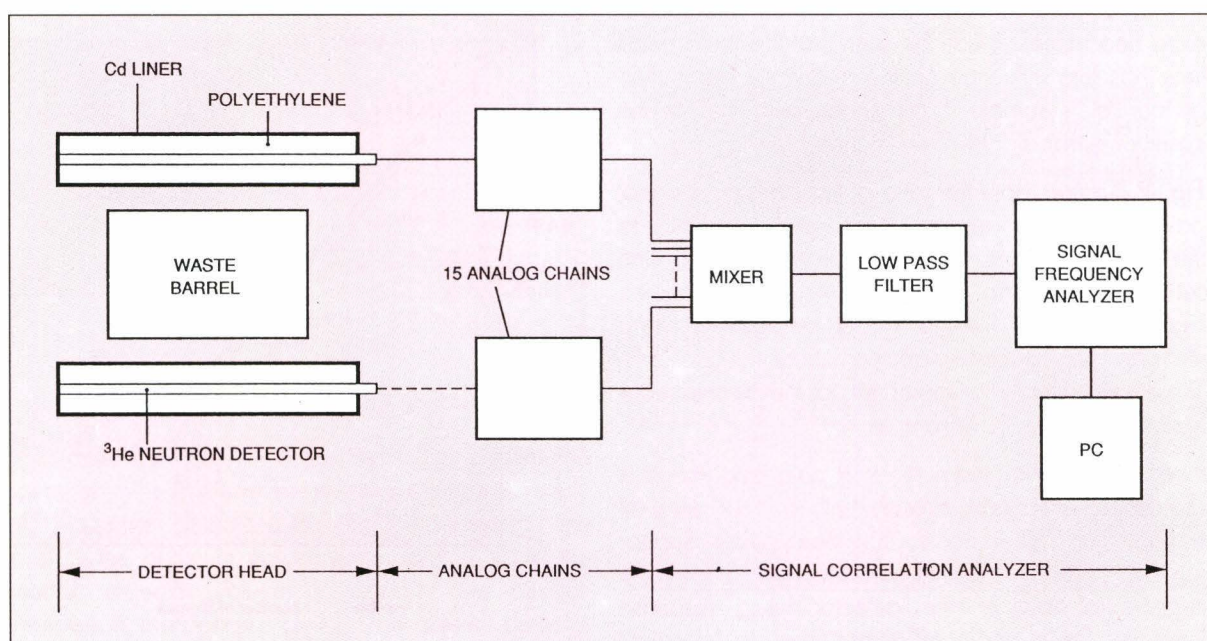 Cd LINER
POLYETHYLENE
WASTE
BARREL
15 ANALOG CHAINS
MIXER
LOW PASS
FILTER
SIGNAL
FREQUENCY
ANALYZER
³He NEUTRON DETECTOR
PC
DETECTOR HEAD
ANALOG CHAINS
SIGNAL CORRELATION ANALYZER